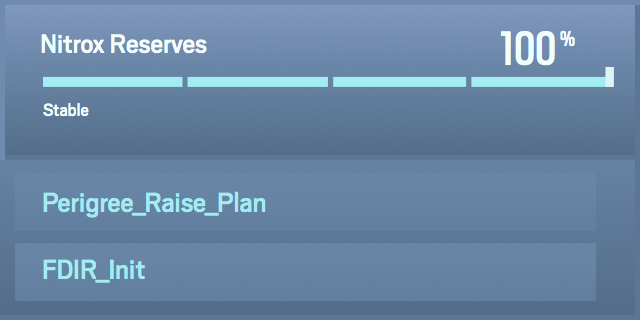 Nitrox Reserves
100 %
Stable
Perigree_Raise_Plan
FDIR_Init